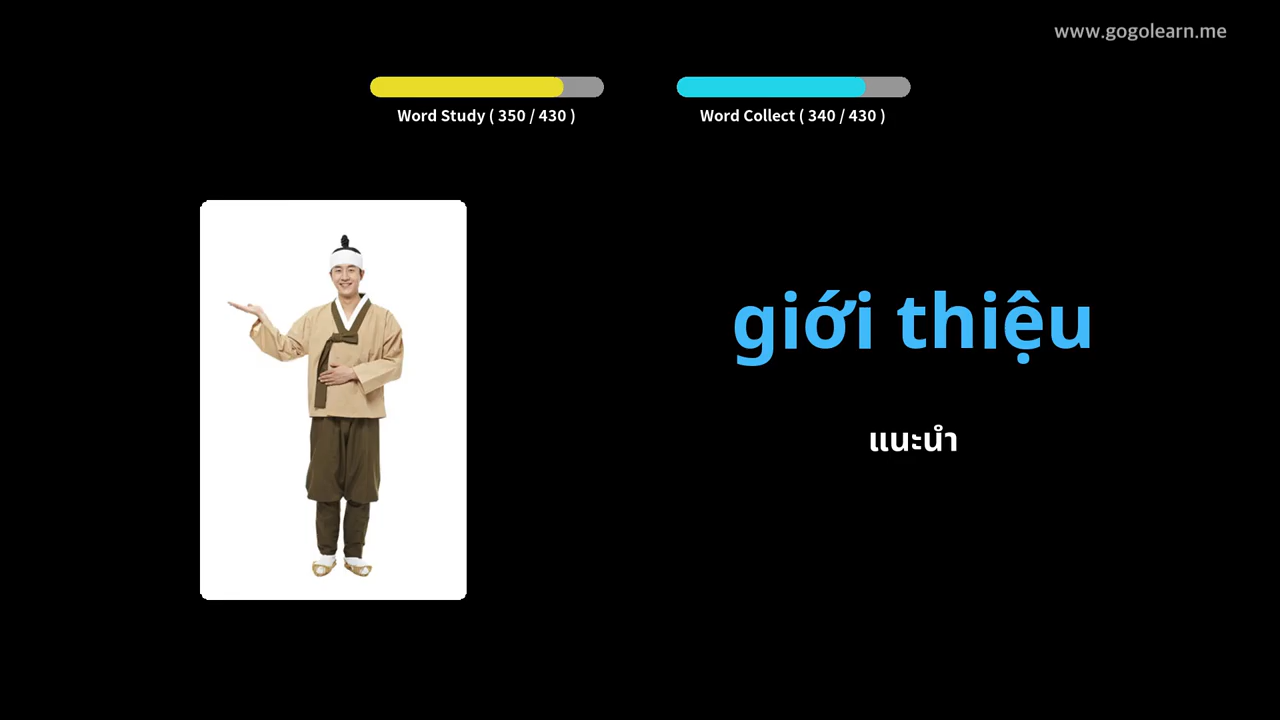 www.gogolearn.me
Word Study ( 350 / 430 )
Word Collect ( 340 / 430 )
giới thiệu
แนะนำ